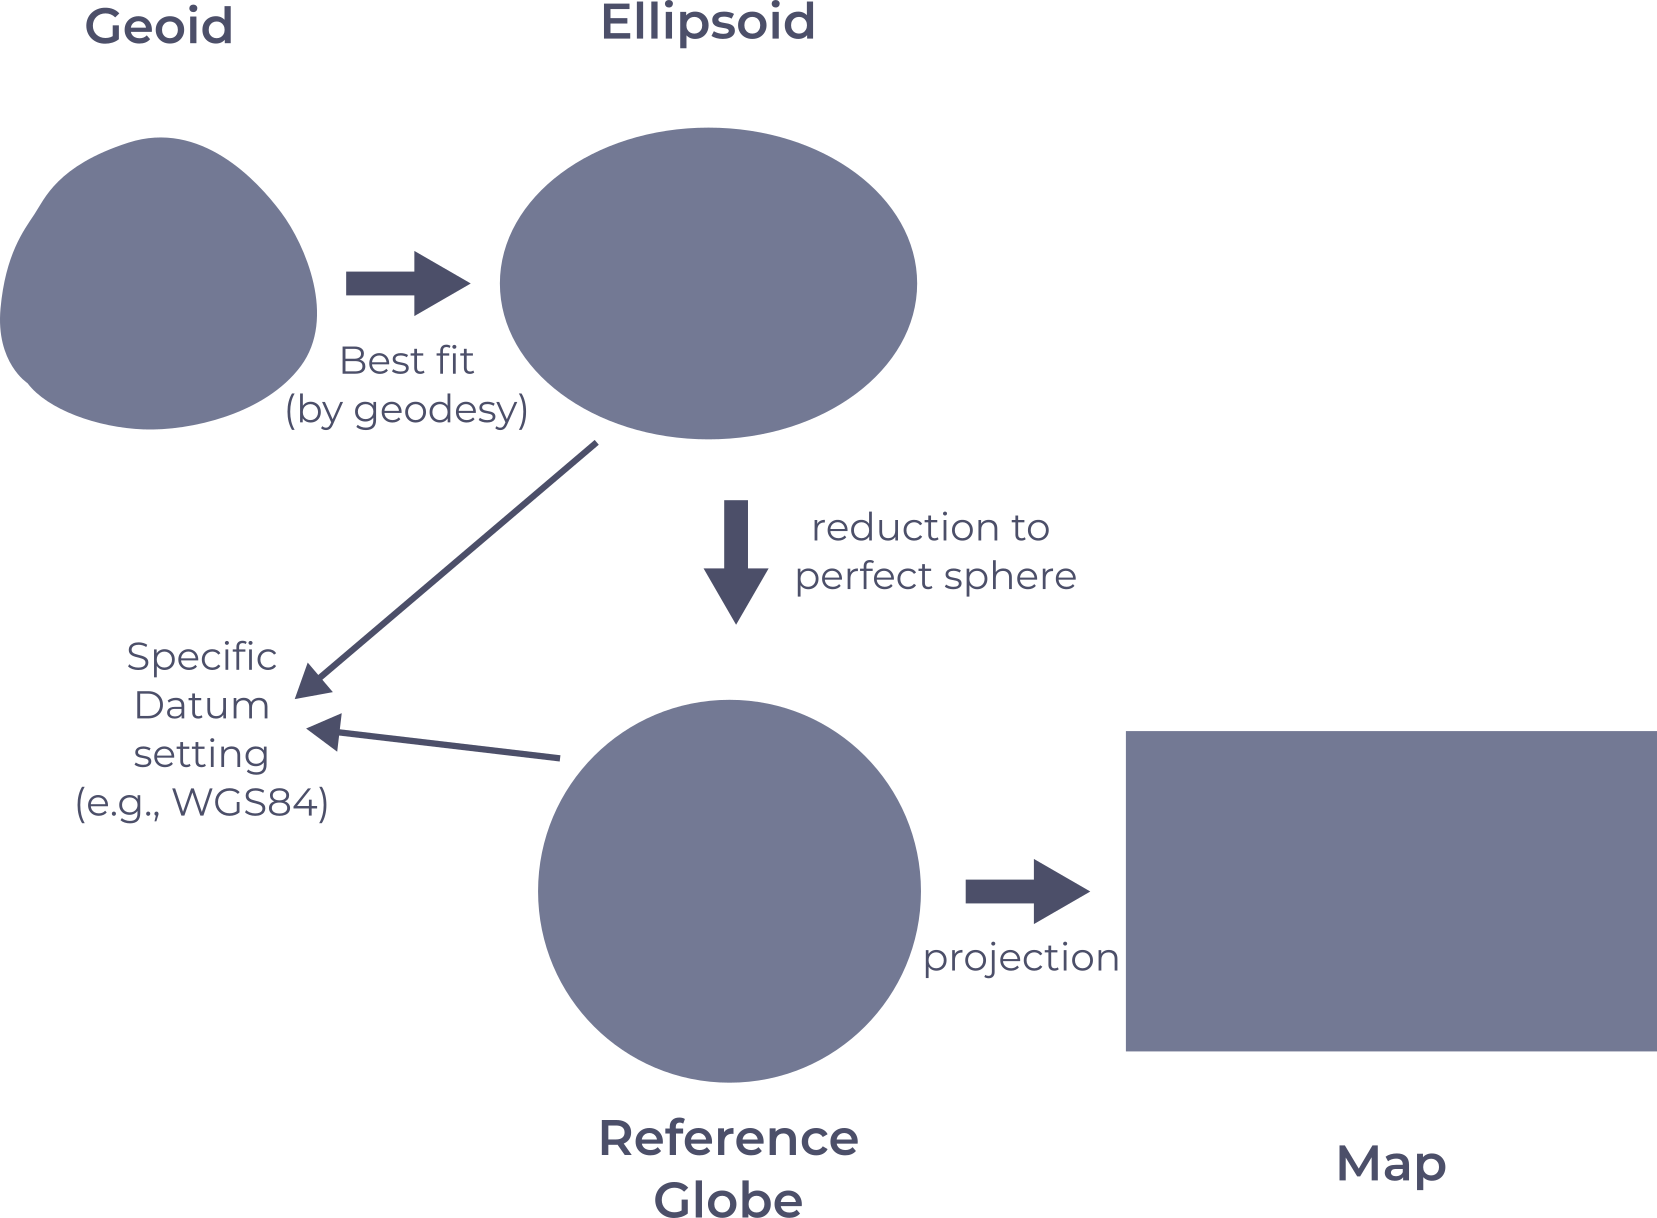 Geoid
Ellipsoid
Best fit
(by geodesy)
reduction to
perfect sphere
Specific
Datum
setting
(e.g., WGS84)
projection
Reference
Globe
Map